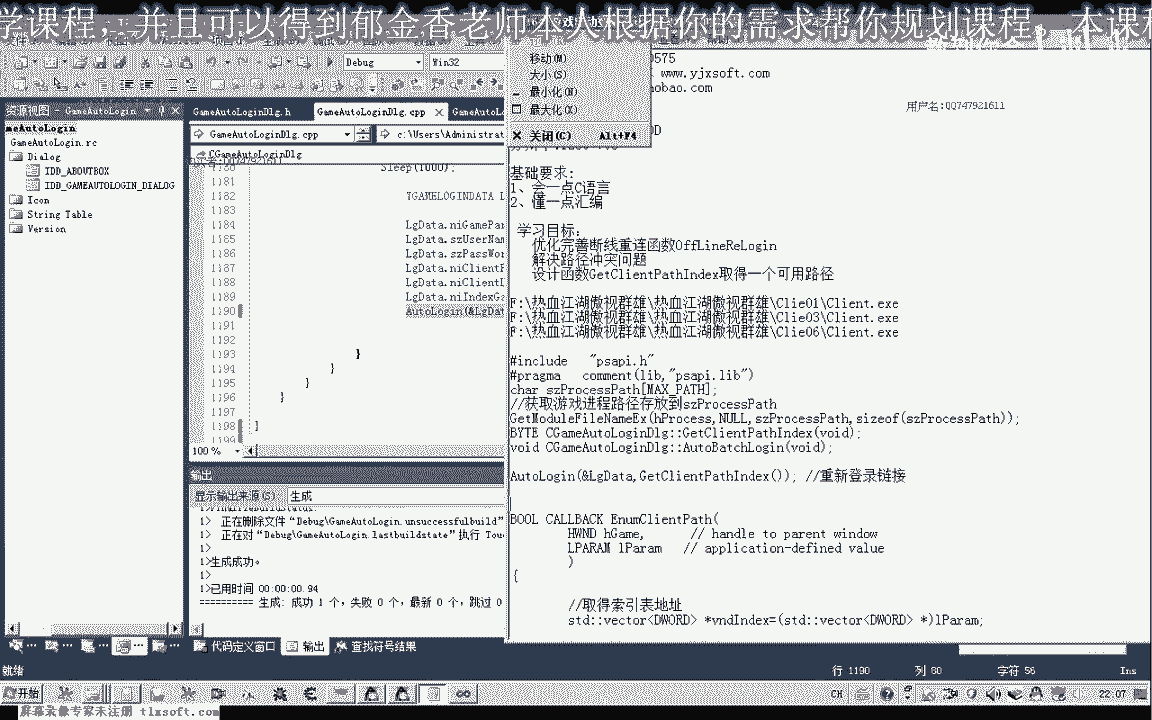 学课程，并且可以得到郁金香老师本人根据你的需求帮你规划课程。本课程
Debug
Win32
移动(M)
大小(S)
最小化(N)
最大化(X)
关闭(C) Alt+F4
0575
www.yjxsoft.com
aobao.com
用户名:QQ747921611
资源视图 - GameAutoLogin
meAutoLogin
GameAutoLogin.rc
Dialog
IDD_ABOUTBOX
IDD_GAMEAUTOLOGIN_DIALOG
Icon
String Table
Version
GameAutoLoginDlg.h
GameAutoLoginDlg.cpp
GameAutoL
GameAutoLoginDlg.cpp
c:\Users\Administrat
CGameAutoLoginDlg
Sleep(1000);
1181
1182 TGAMELOGINDATA L
1183
1184 LgData.niGamePa
1185 LgData.szUserNam
1186 LgData.szPassWo
1187 LgData.niClientP
1188 LgData.niClientI
1189 LgData.niIndexGa
1190 AutoLogin(&LgDat
1191
1192
1193 }
1194 }
1195 }
1196 }
1197
1198 }
1199
100 %
基础要求：
1、会一点C语言
2、懂一点汇编
学习目标：
优化完善断线重连函数OffLineReLogin
解决路径冲突问题
设计函数GetClientPathIndex取得一个可用路径
F:\热血江湖傲视群雄\热血江湖傲视群雄\Clie01\Client.exe
F:\热血江湖傲视群雄\热血江湖傲视群雄\Clie03\Client.exe
F:\热血江湖傲视群雄\热血江湖傲视群雄\Clie06\Client.exe
#include "psapi.h"
#pragma comment(lib,"psapi.lib")
char szProcessPath[MAX_PATH];
//获取游戏进程路径存放到szProcessPath
GetModuleFileNameEx(hProcess,NULL,szProcessPath,sizeof(szProcessPath));
BYTE CGameAutoLoginDlg::GetClientPathIndex(void);
void CGameAutoLoginDlg::AutoBatchLogin(void);
AutoLogin(&LgData,GetClientPathIndex()); //重新登录链接
BOOL CALLBACK EnumClientPath(
HWND hGame, // handle to parent window
LPARAM lParam // application-defined value
)
{
//取得索引表地址
std::vector<DWORD> *vndIndex=(std::vector<DWORD> *)lParam;
输出
显示输出来源(S): 生成
1>FinalizeBuildStatus:
1> 正在删除文件“Debug\GameAutoLogin.unsuccessfulbuild”
1> 正在对“Debug\GameAutoLogin.lastbuildstate”执行 Touc
1>
1>生成成功。
1>
1>已用时间 00:00:00.94
========== 生成: 成功 1 个，失败 0 个，最新 0 个，跳过 0
代码定义窗口
输出
查找符号结果
就绪
行 1190
列 80
字符 56
Ins
开始
CH
22:07
屏幕录像专家未注册 tlxsoft.com